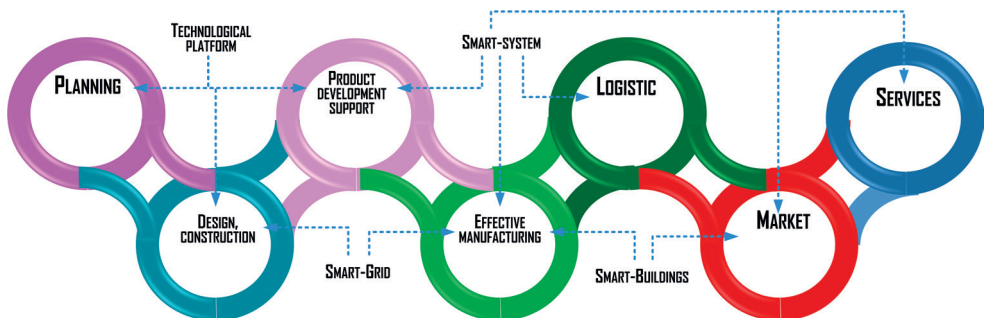 TECHNOLOGICAL
PLATFORM
SMART-SYSTEM
PLANNING
PRODUCT
DEVELOPMENT
SUPPORT
LOGISTIC
SERVICES
DESIGN,
CONSTRUCTION
EFFECTIVE
MANUFACTURING
MARKET
SMART-GRID
SMART-BUILDINGS